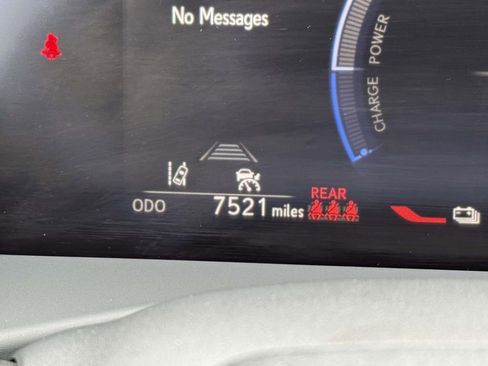 No Messages
CHARGE POWER
REAR
ODO 7521 miles